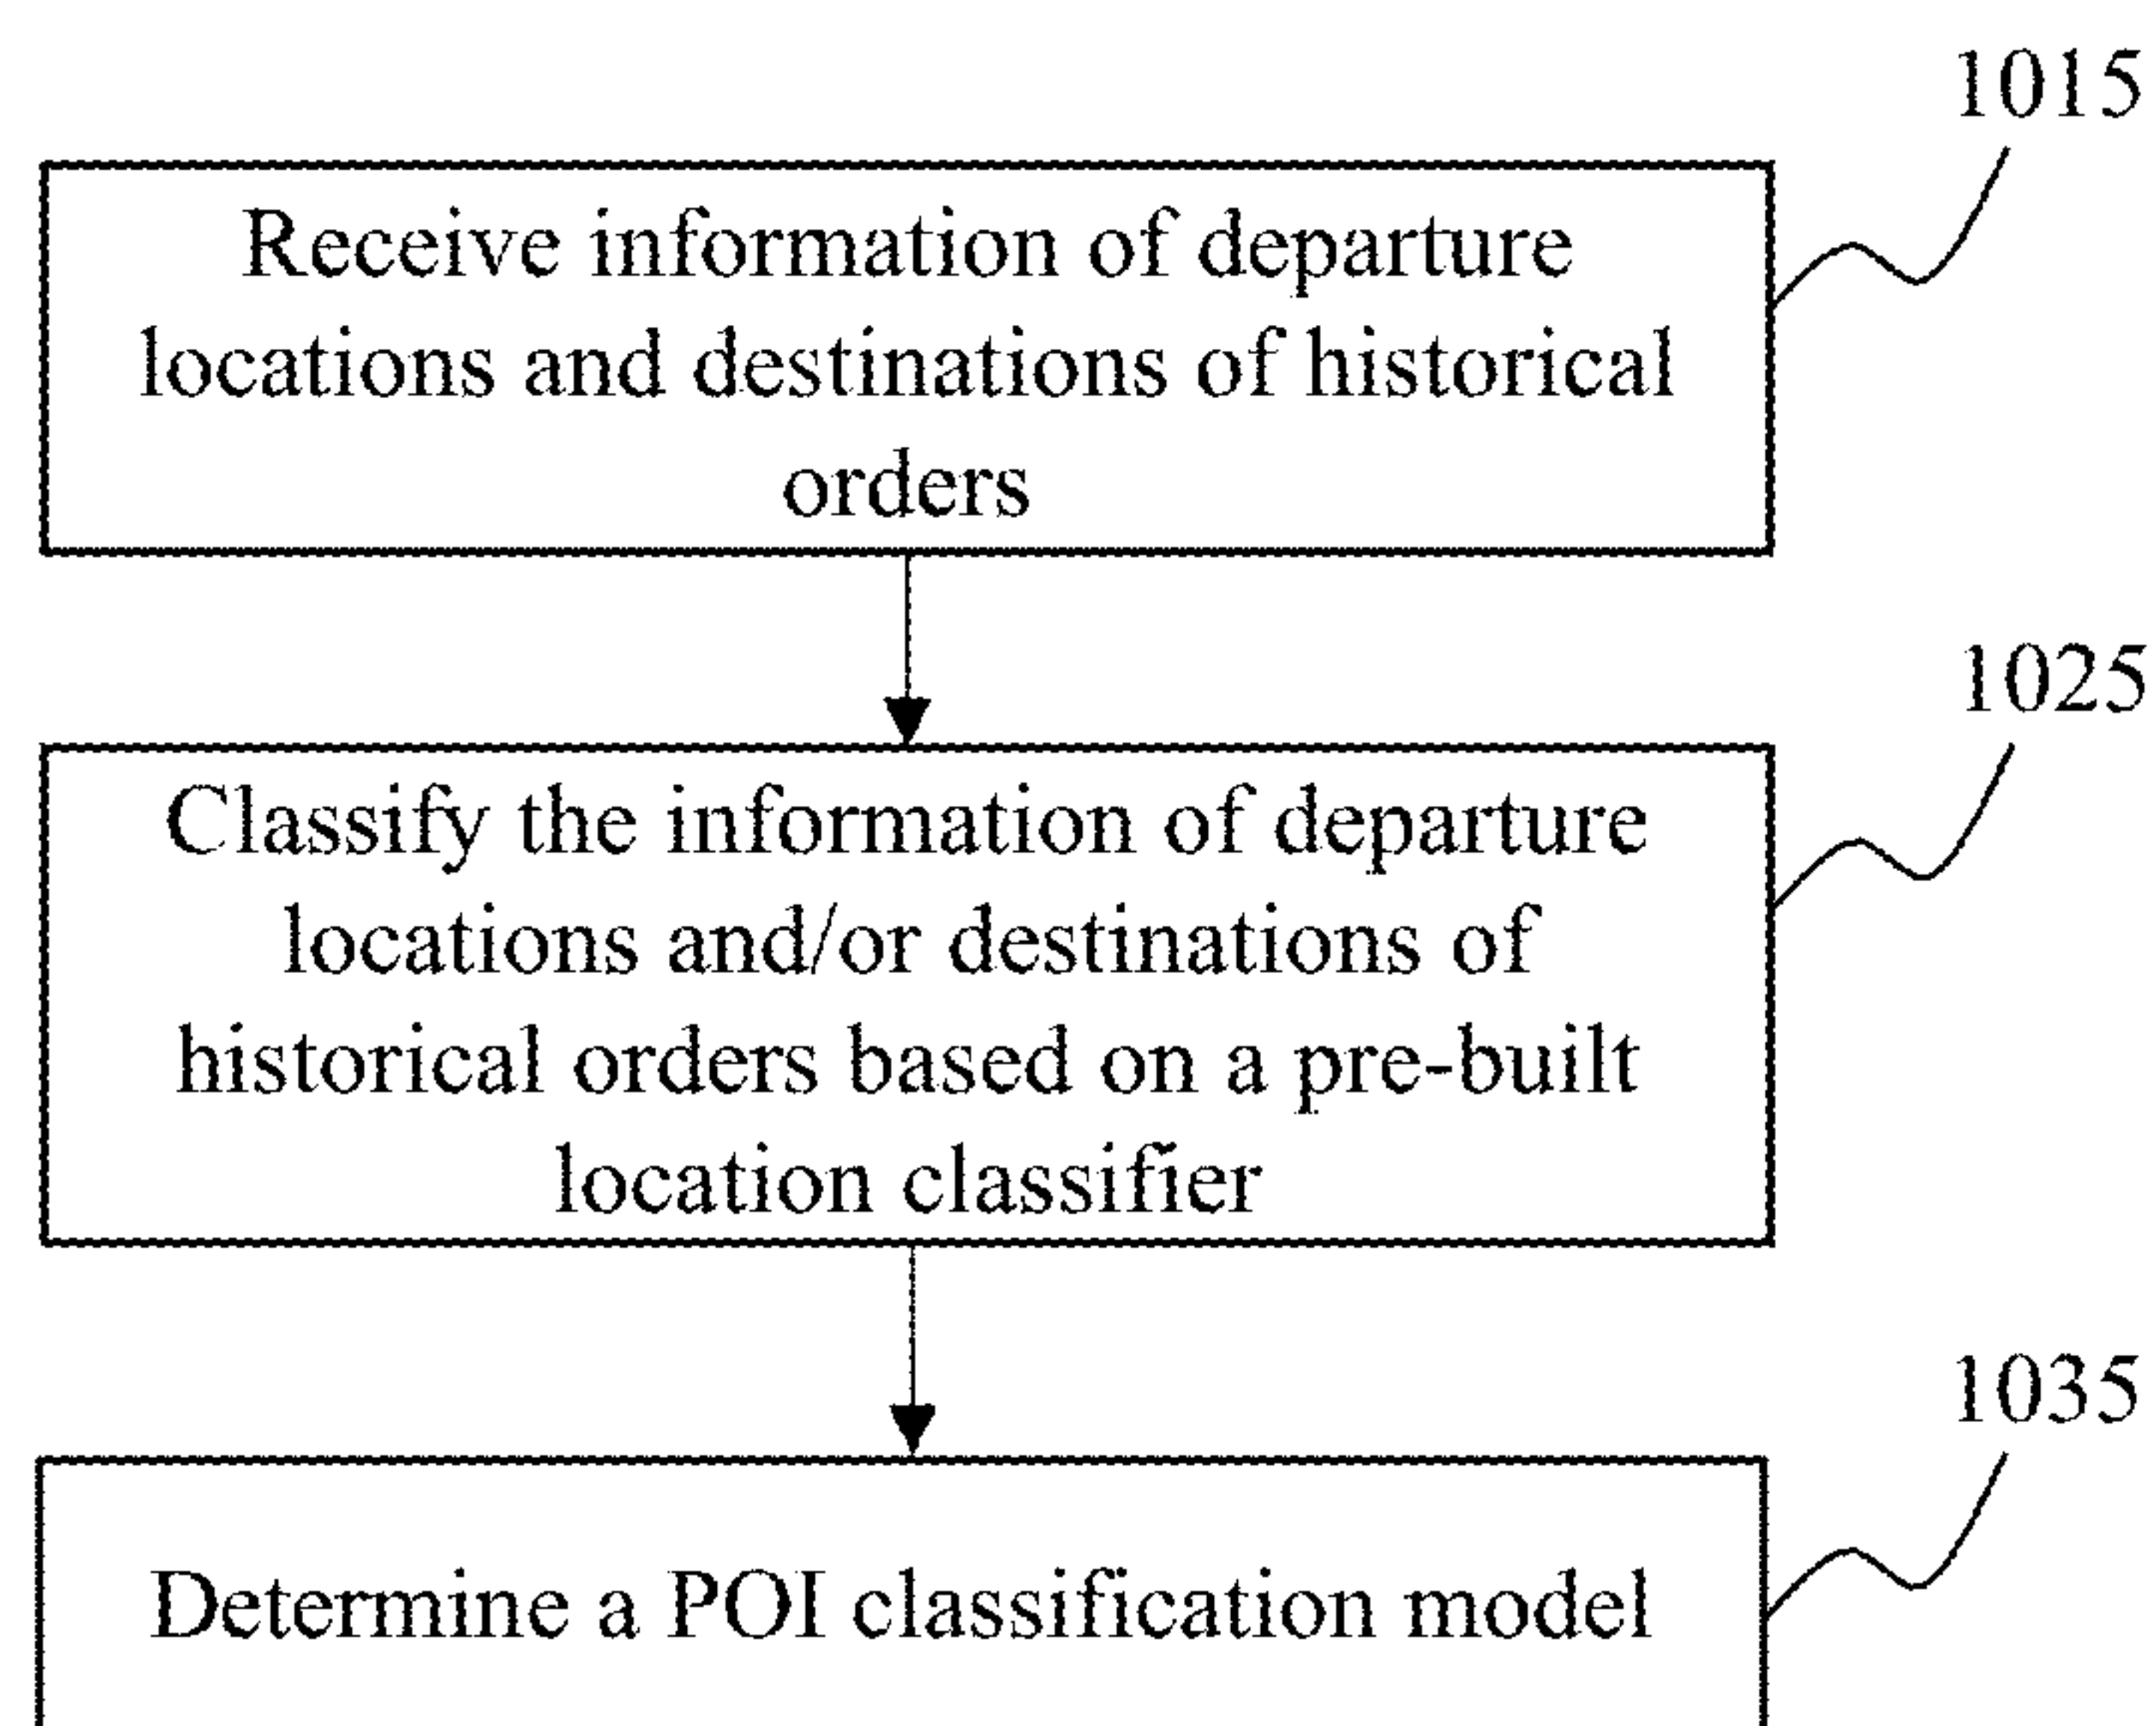 1015
Receive information of departure
locations and destinations of historical
orders
1025
Classify the information of departure
locations and/or destinations of
historical orders based on a pre-built
location classifier
1035
Determine a POI classification model